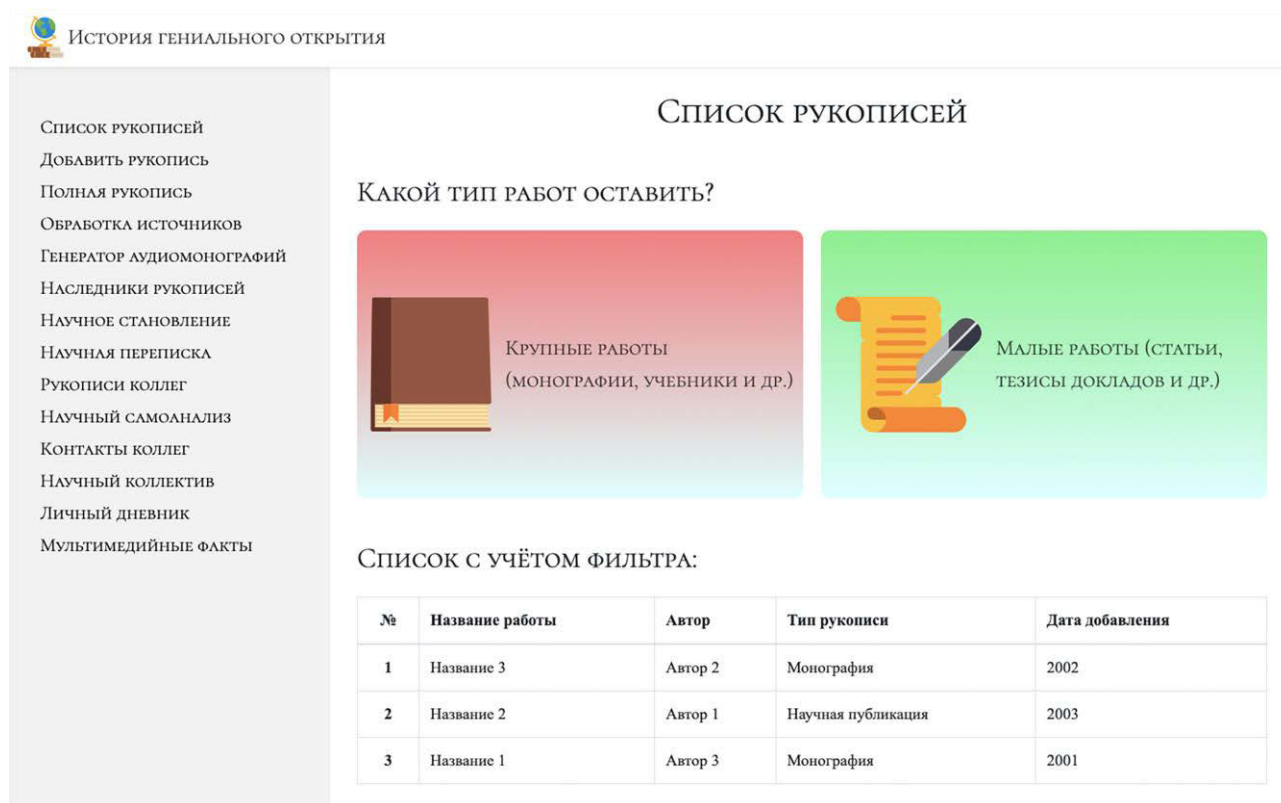 История гениального открытия
Список рукописей
Добавить рукопись
Полная рукопись
Обработка источников
Генератор аудиомонографий
Наследники рукописей
Научное становление
Научная переписка
Рукописи коллег
Научный самоанализ
Контакты коллег
Научный коллектив
Личный дневник
Мультимедийные факты
Список рукописей
Какой тип работ оставить?
Крупные работы
(монографии, учебники и др.)
Малые работы (статьи,
тезисы докладов и др.)
Список с учётом фильтра:
№ Название работы Автор Тип рукописи Дата добавления
1 Название 3 Автор 2 Монография 2002
2 Название 2 Автор 1 Научная публикация 2003
3 Название 1 Автор 3 Монография 2001